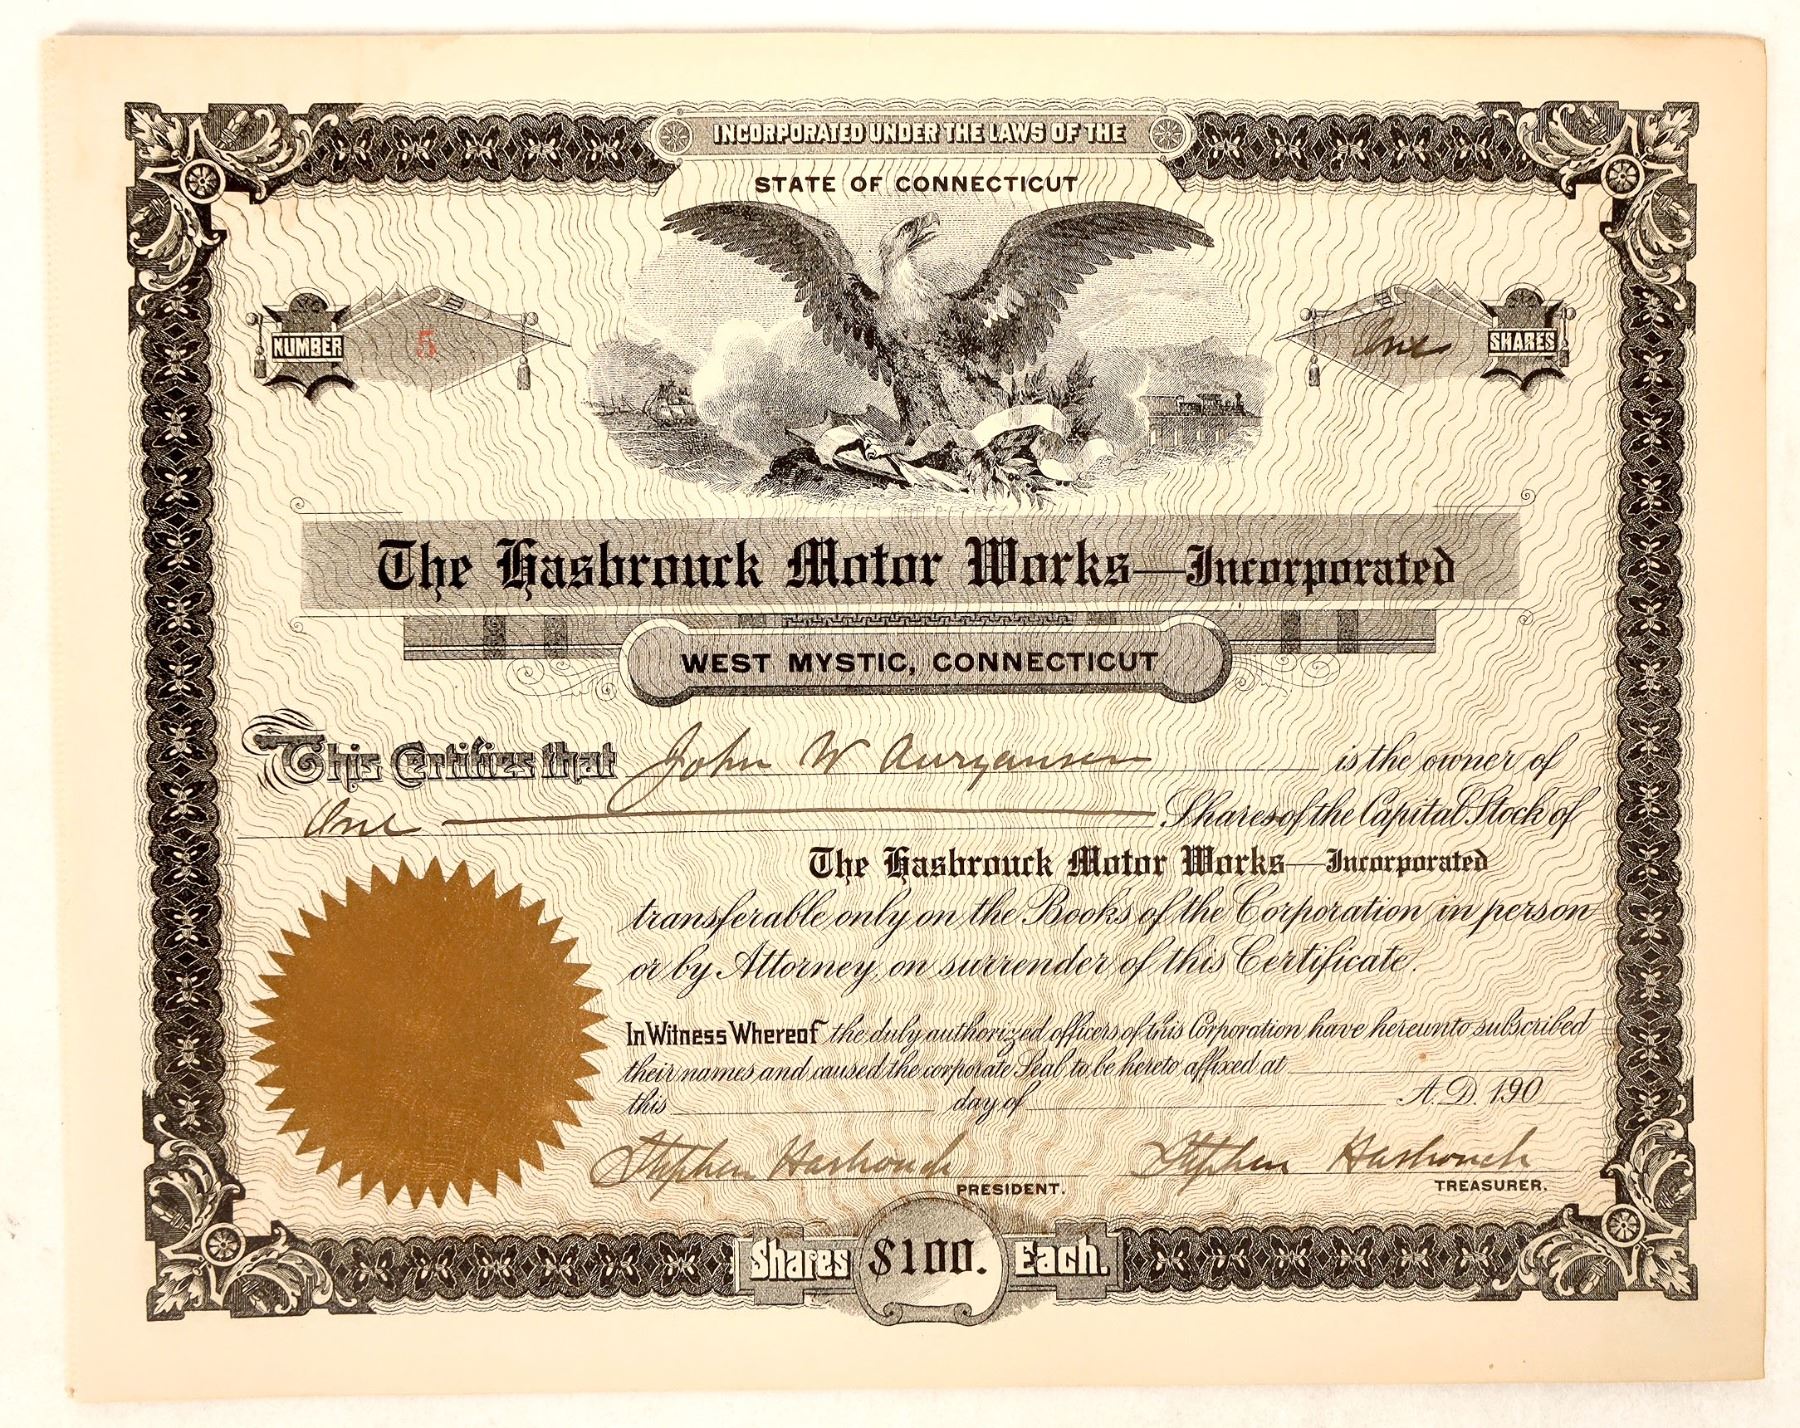 INCORPORATED UNDER THE LAWS OF THE
STATE OF CONNECTICUT
NUMBER 5
One SHARES
The Hasbrouck Motor Works—Incorporated
WEST MYSTIC, CONNECTICUT
This Certifies that John W is the owner of
One Shares of the Capital Stock of
The Hasbrouck Motor Works—Incorporated
transferable only on the Books of the Corporation in person
or by Attorney on surrender of this Certificate.
In Witness Whereof the duly authorized officers of this Corporation have hereunto subscribed
their names and caused the corporate Seal to be hereto affixed at
this day of A.D. 190
Stephen Hasbrouck Stephen Hasbrouck
PRESIDENT. TREASURER.
Shares $100. Each.